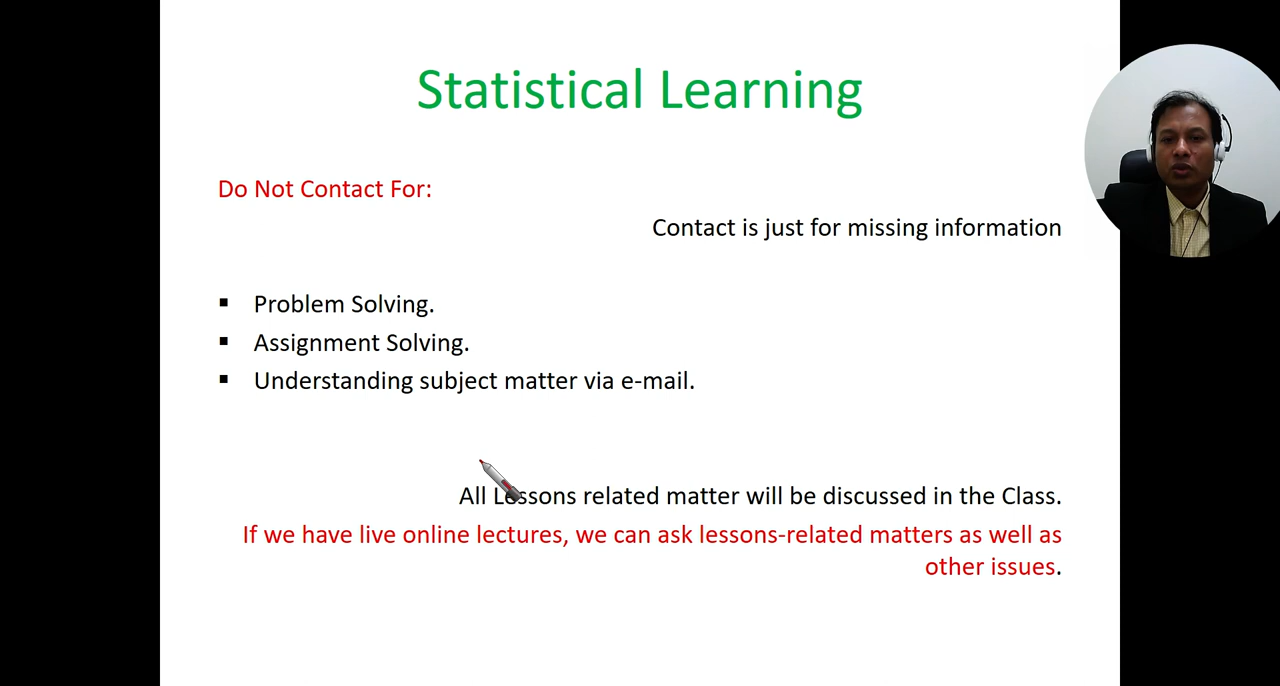 Statistical Learning
Do Not Contact For:
Contact is just for missing information
▪ Problem Solving.
▪ Assignment Solving.
▪ Understanding subject matter via e-mail.
All Lessons related matter will be discussed in the Class.
If we have live online lectures, we can ask lessons-related matters as well as
other issues.